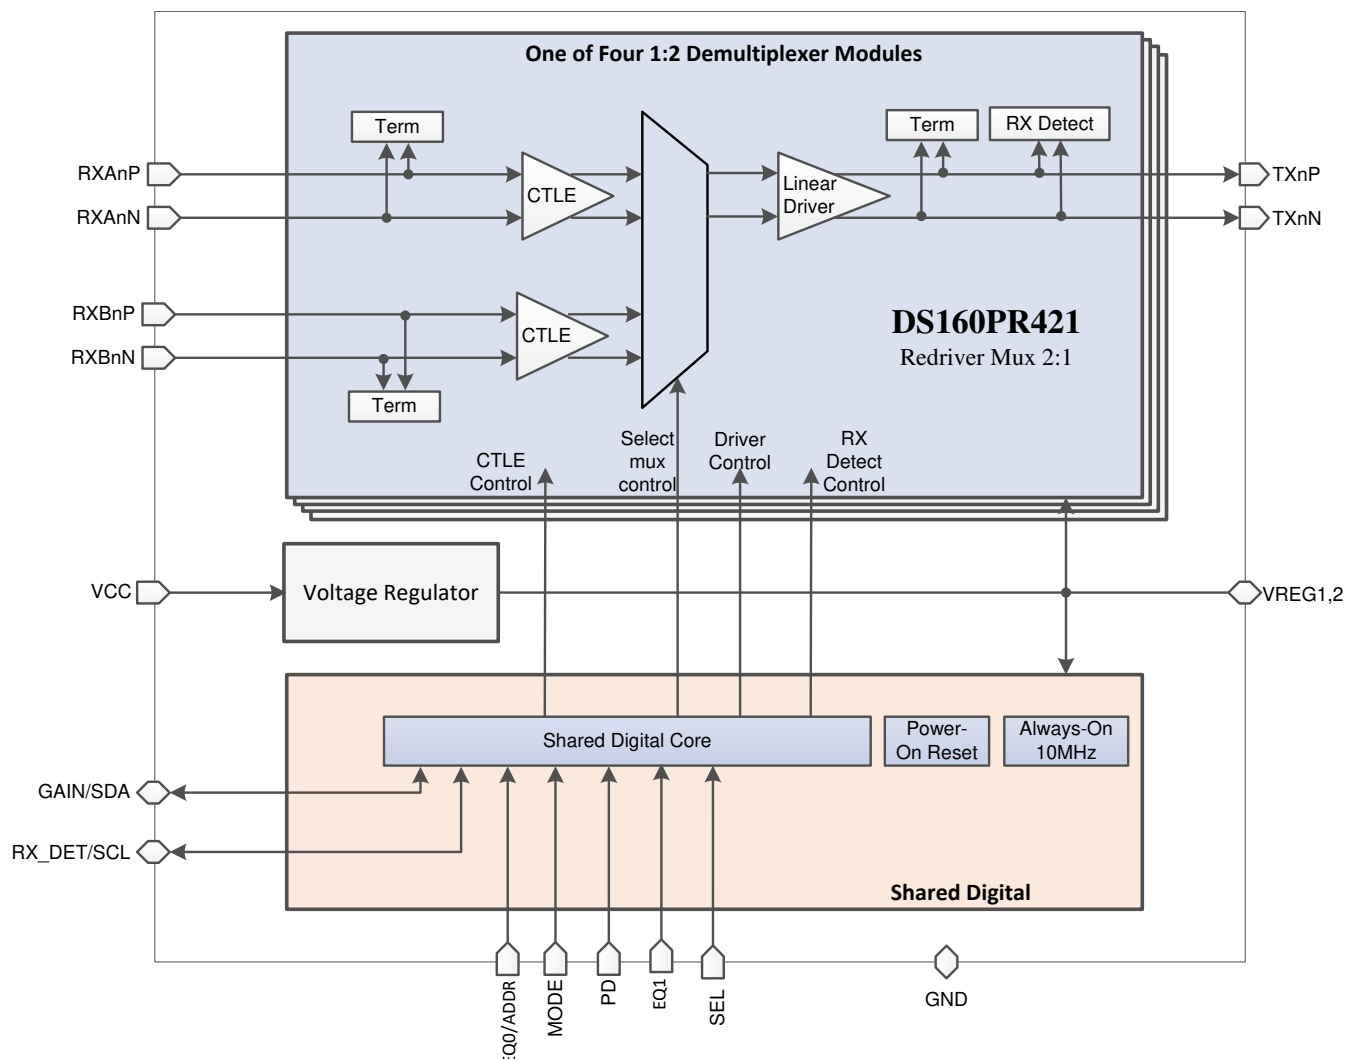 One of Four 1:2 Demultiplexer Modules
Term
Term
RX Detect
RXAnP
RXAnN
CTLE
Linear
Driver
TXnP
TXnN
RXBnP
RXBnN
CTLE
Term
DS160PR421
Redriver Mux 2:1
CTLE
Control
Select
mux
control
Driver
Control
RX
Detect
Control
VCC
Voltage Regulator
VREG1,2
Shared Digital Core
Power-
On Reset
Always-On
10MHz
GAIN/SDA
RX_DET/SCL
Shared Digital
EQ0/ADDR
MODE
PD
EQ1
SEL
GND